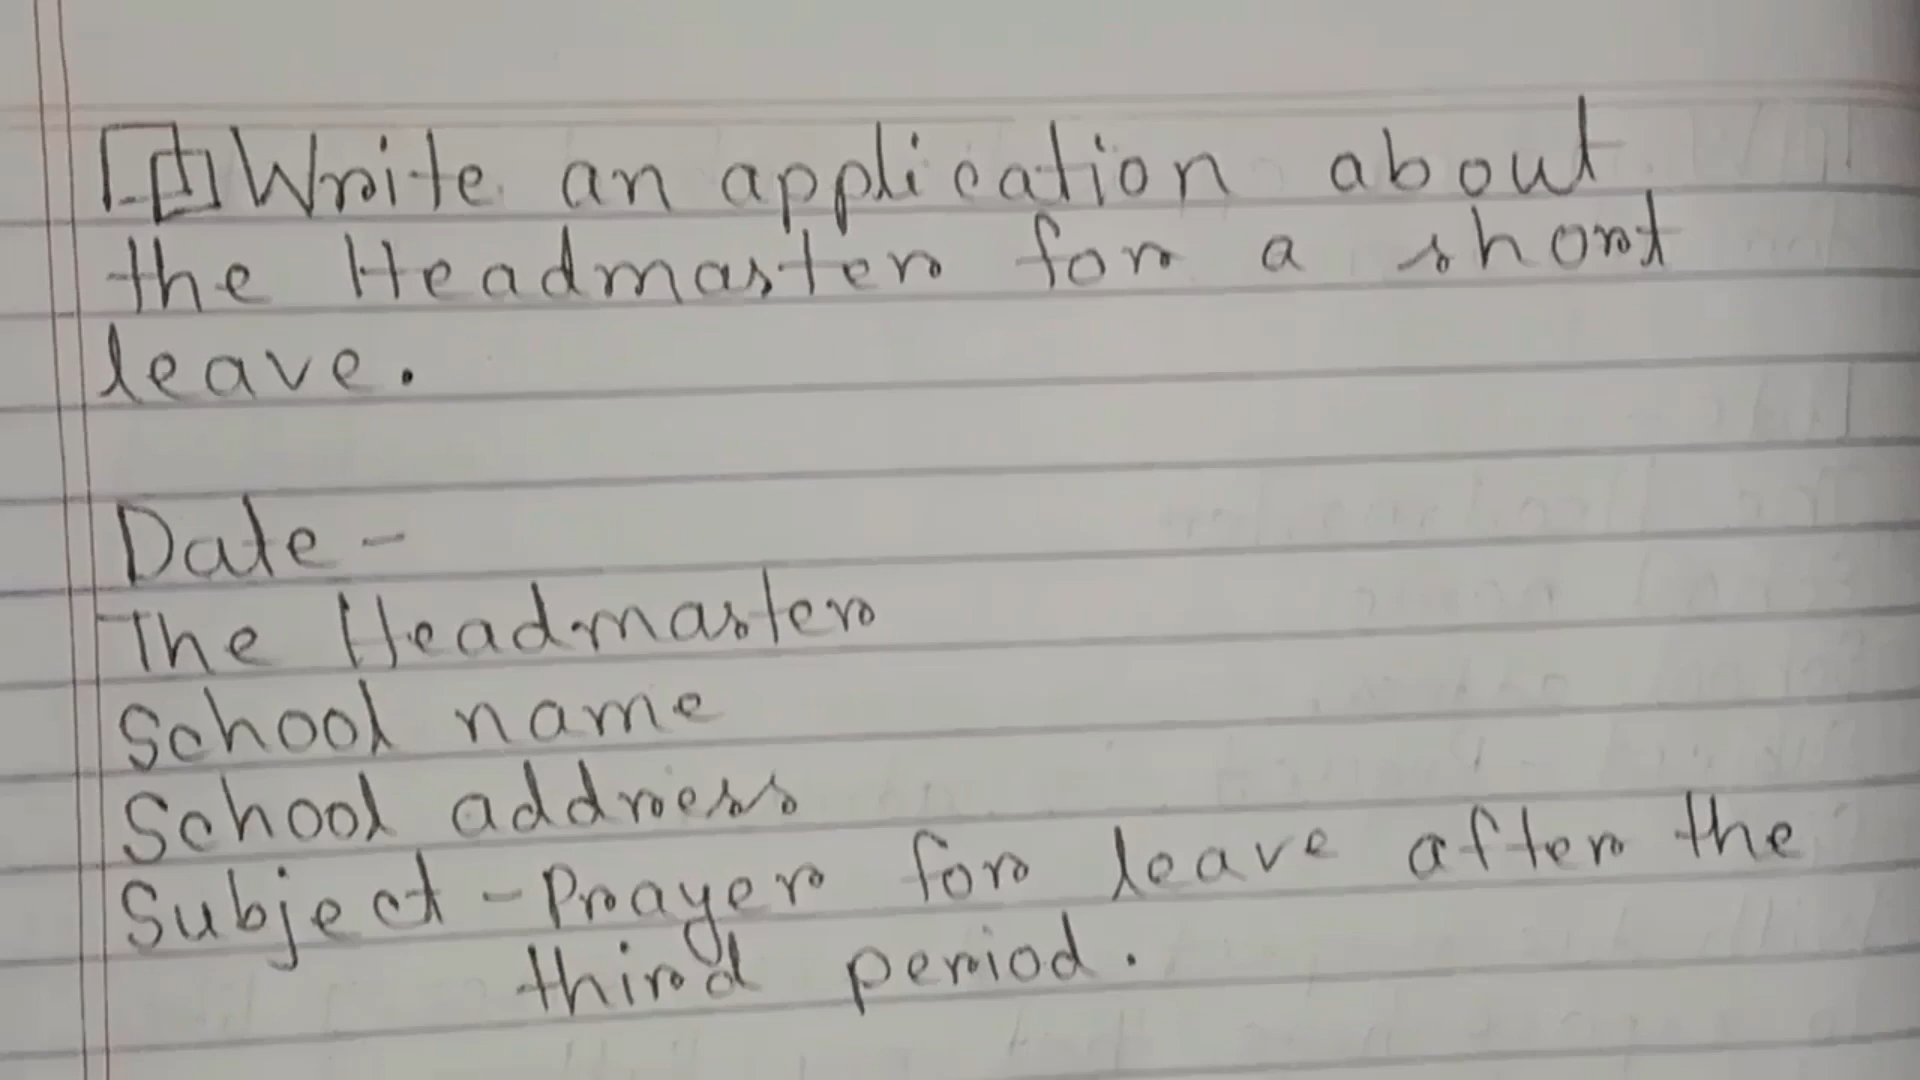 Write an application about
the Headmaster for a short
leave.
Date -
The Headmaster
School name
School address
Subject - Prayer for leave after the
third period.